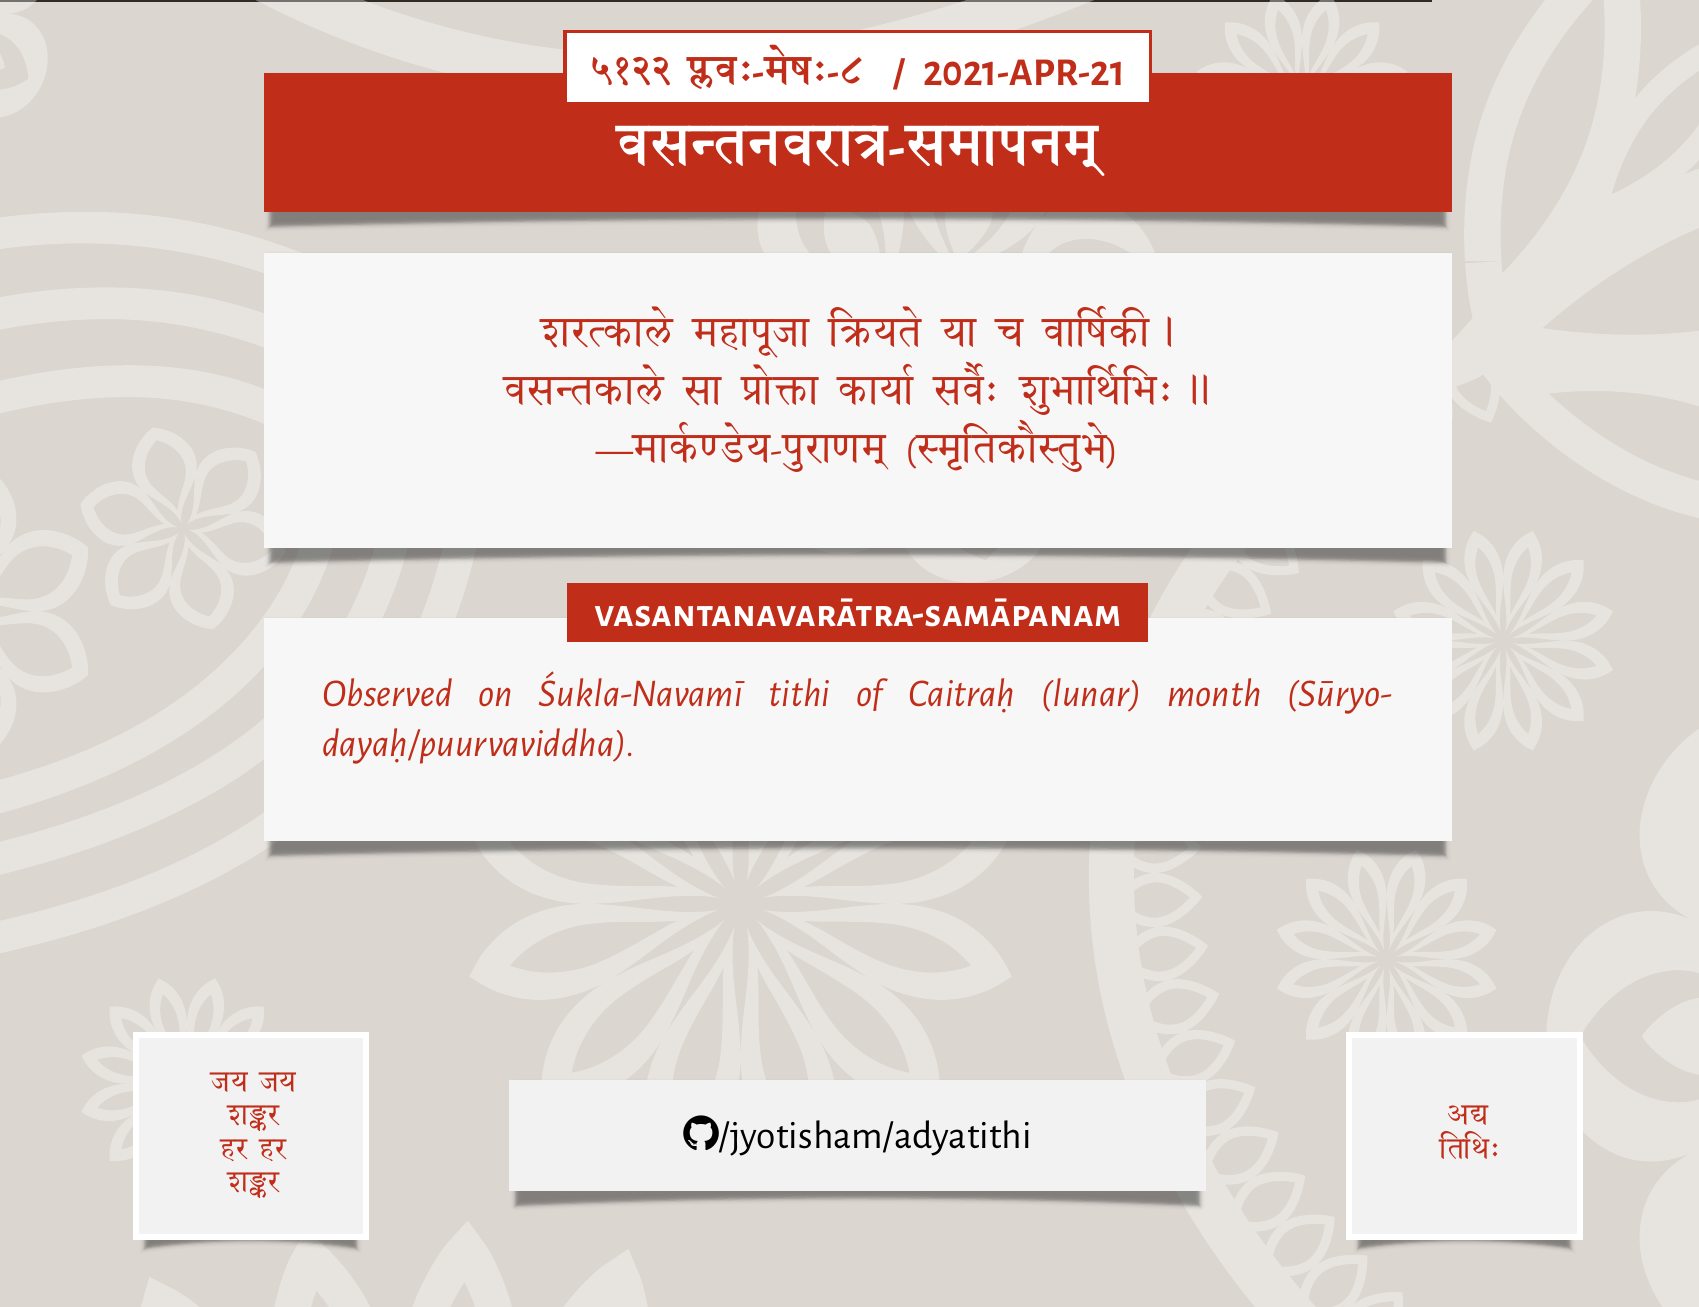 ५१२२ प्लवः-मेषः-८ / 2021-APR-21
वसन्तनवरात्र-समापनम्
शरत्काले महापूजा क्रियते या च वार्षिकी।
वसन्तकाले सा प्रोक्ता कार्या सर्वैः शुभार्थिभिः॥
—मार्कण्डेय-पुराणम् (स्मृतिकौस्तुभे)
VASANTANAVARĀTRA-SAMĀPANAM
Observed on Śukla-Navamī tithi of Caitraḥ (lunar) month (Sūryo-
dayaḥ/puurvaviddha).
जय जय
शङ्कर
हर हर
शङ्कर
/jyotisham/adyatithi
अद्य
तिथिः